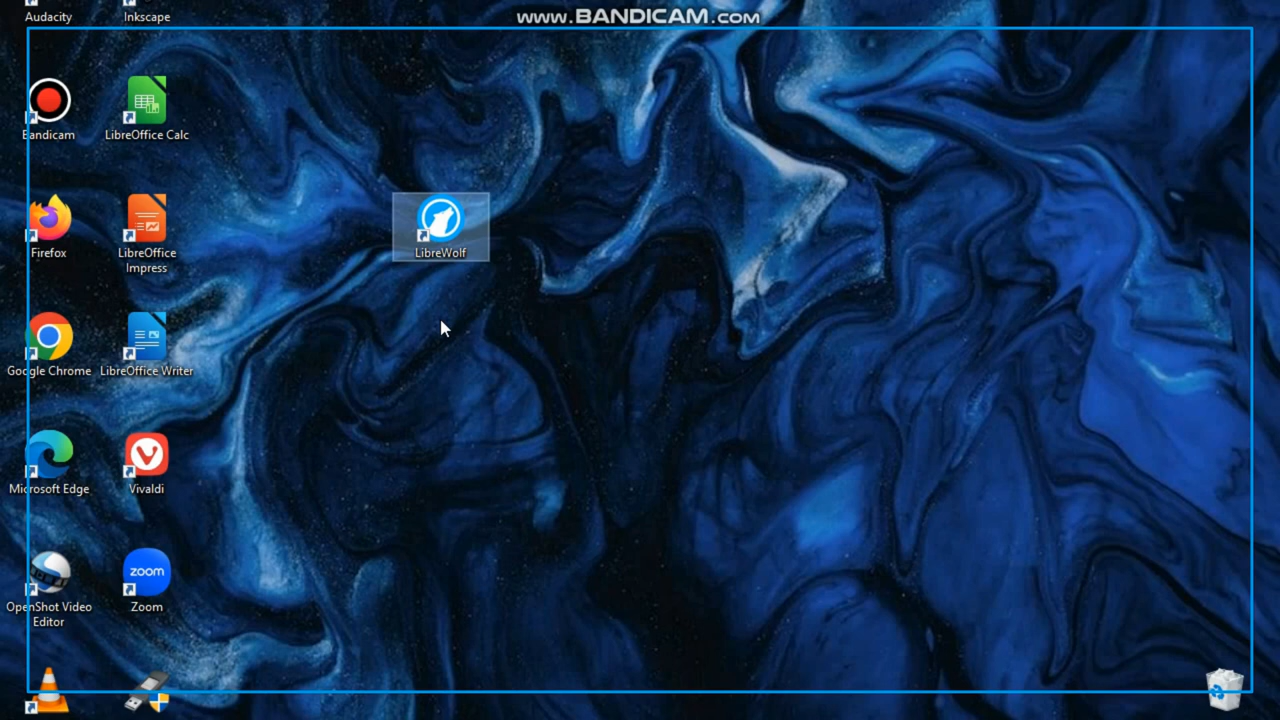 www.BANDICAM.com
Audacity
Inkscape
Bandicam
LibreOffice Calc
Firefox
LibreOffice
Impress
LibreWolf
Google Chrome
LibreOffice Writer
Microsoft Edge
Vivaldi
zoom
OpenShot Video
Editor
Zoom